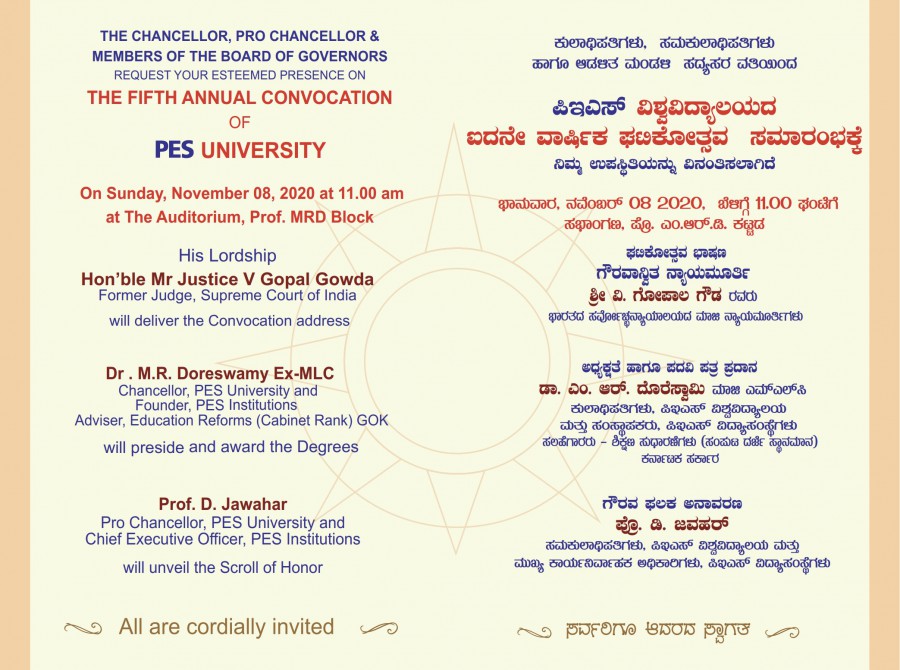 THE CHANCELLOR, PRO CHANCELLOR &
MEMBERS OF THE BOARD OF GOVERNORS
REQUEST YOUR ESTEEMED PRESENCE ON
THE FIFTH ANNUAL CONVOCATION
OF
PES UNIVERSITY
On Sunday, November 08, 2020 at 11.00 am
at The Auditorium, Prof. MRD Block
His Lordship
Hon'ble Mr Justice V Gopal Gowda
Former Judge, Supreme Court of India
will deliver the Convocation address
Dr . M.R. Doreswamy Ex-MLC
Chancellor, PES University and
Founder, PES Institutions
Adviser, Education Reforms (Cabinet Rank) GOK
will preside and award the Degrees
Prof. D. Jawahar
Pro Chancellor, PES University and
Chief Executive Officer, PES Institutions
will unveil the Scroll of Honor
All are cordially invited
ಕುಲಾಧಿಪತಿಗಳು, ಸಮಕುಲಾಧಿಪತಿಗಳು
ಹಾಗೂ ಆಡಳಿತ ಮಂಡಳಿ ಸದ್ಯಸರ ವತಿಯಿಂದ
ಪಿಇಎಸ್ ವಿಶ್ವವಿದ್ಯಾಲಯದ
ಐದನೇ ವಾರ್ಷಿಕ ಘಟಿಕೋತ್ಸವ ಸಮಾರಂಭಕ್ಕೆ
ನಿಮ್ಮ ಉಪಸ್ಥಿತಿಯನ್ನು ವಿನಂತಿಸಲಾಗಿದೆ
ಭಾನುವಾರ, ನವೆಂಬರ್ 08 2020, ಬೆಳಿಗ್ಗೆ 11.00 ಘಂಟೆಗೆ
ಸಭಾಂಗಣ, ಪ್ರೊ. ಎಂ.ಆರ್.ಡಿ. ಕಟ್ಟಡ
ಘಟಿಕೋತ್ಸವ ಭಾಷಣ
ಗೌರವಾನ್ವಿತ ನ್ಯಾಯಮೂರ್ತಿ
ಶ್ರೀ ವಿ. ಗೋಪಾಲ ಗೌಡ ರವರು
ಭಾರತದ ಸರ್ವೋಚ್ಛನ್ಯಾಯಾಲಯದ ಮಾಜಿ ನ್ಯಾಯಮೂರ್ತಿಗಳು
ಅಧ್ಯಕ್ಷತೆ ಹಾಗೂ ಪದವಿ ಪತ್ರ ಪ್ರದಾನ
ಡಾ. ಎಂ. ಆರ್. ದೊರೆಸ್ವಾಮಿ ಮಾಜಿ ಎಮ್‌ಎಲ್‌ಸಿ
ಕುಲಾಧಿಪತಿಗಳು, ಪಿಇಎಸ್ ವಿಶ್ವವಿದ್ಯಾಲಯ
ಮತ್ತು ಸಂಸ್ಥಾಪಕರು, ಪಿಇಎಸ್ ವಿದ್ಯಾಸಂಸ್ಥೆಗಳು
ಸಲಹೆಗಾರರು – ಶಿಕ್ಷಣ ಸುಧಾರಣೆಗಳು (ಸಂಪುಟ ದರ್ಜೆ ಸ್ಥಾನಮಾನ)
ಕರ್ನಾಟಕ ಸರ್ಕಾರ
ಗೌರವ ಫಲಕ ಅನಾವರಣ
ಪ್ರೊ. ಡಿ. ಜವಹರ್
ಸಮಕುಲಾಧಿಪತಿಗಳು, ಪಿಇಎಸ್ ವಿಶ್ವವಿದ್ಯಾಲಯ ಮತ್ತು
ಮುಖ್ಯ ಕಾರ್ಯನಿರ್ವಾಹಕ ಅಧಿಕಾರಿಗಳು, ಪಿಇಎಸ್ ವಿದ್ಯಾಸಂಸ್ಥೆಗಳು
ಸರ್ವರಿಗೂ ಆದರದ ಸ್ವಾಗತ